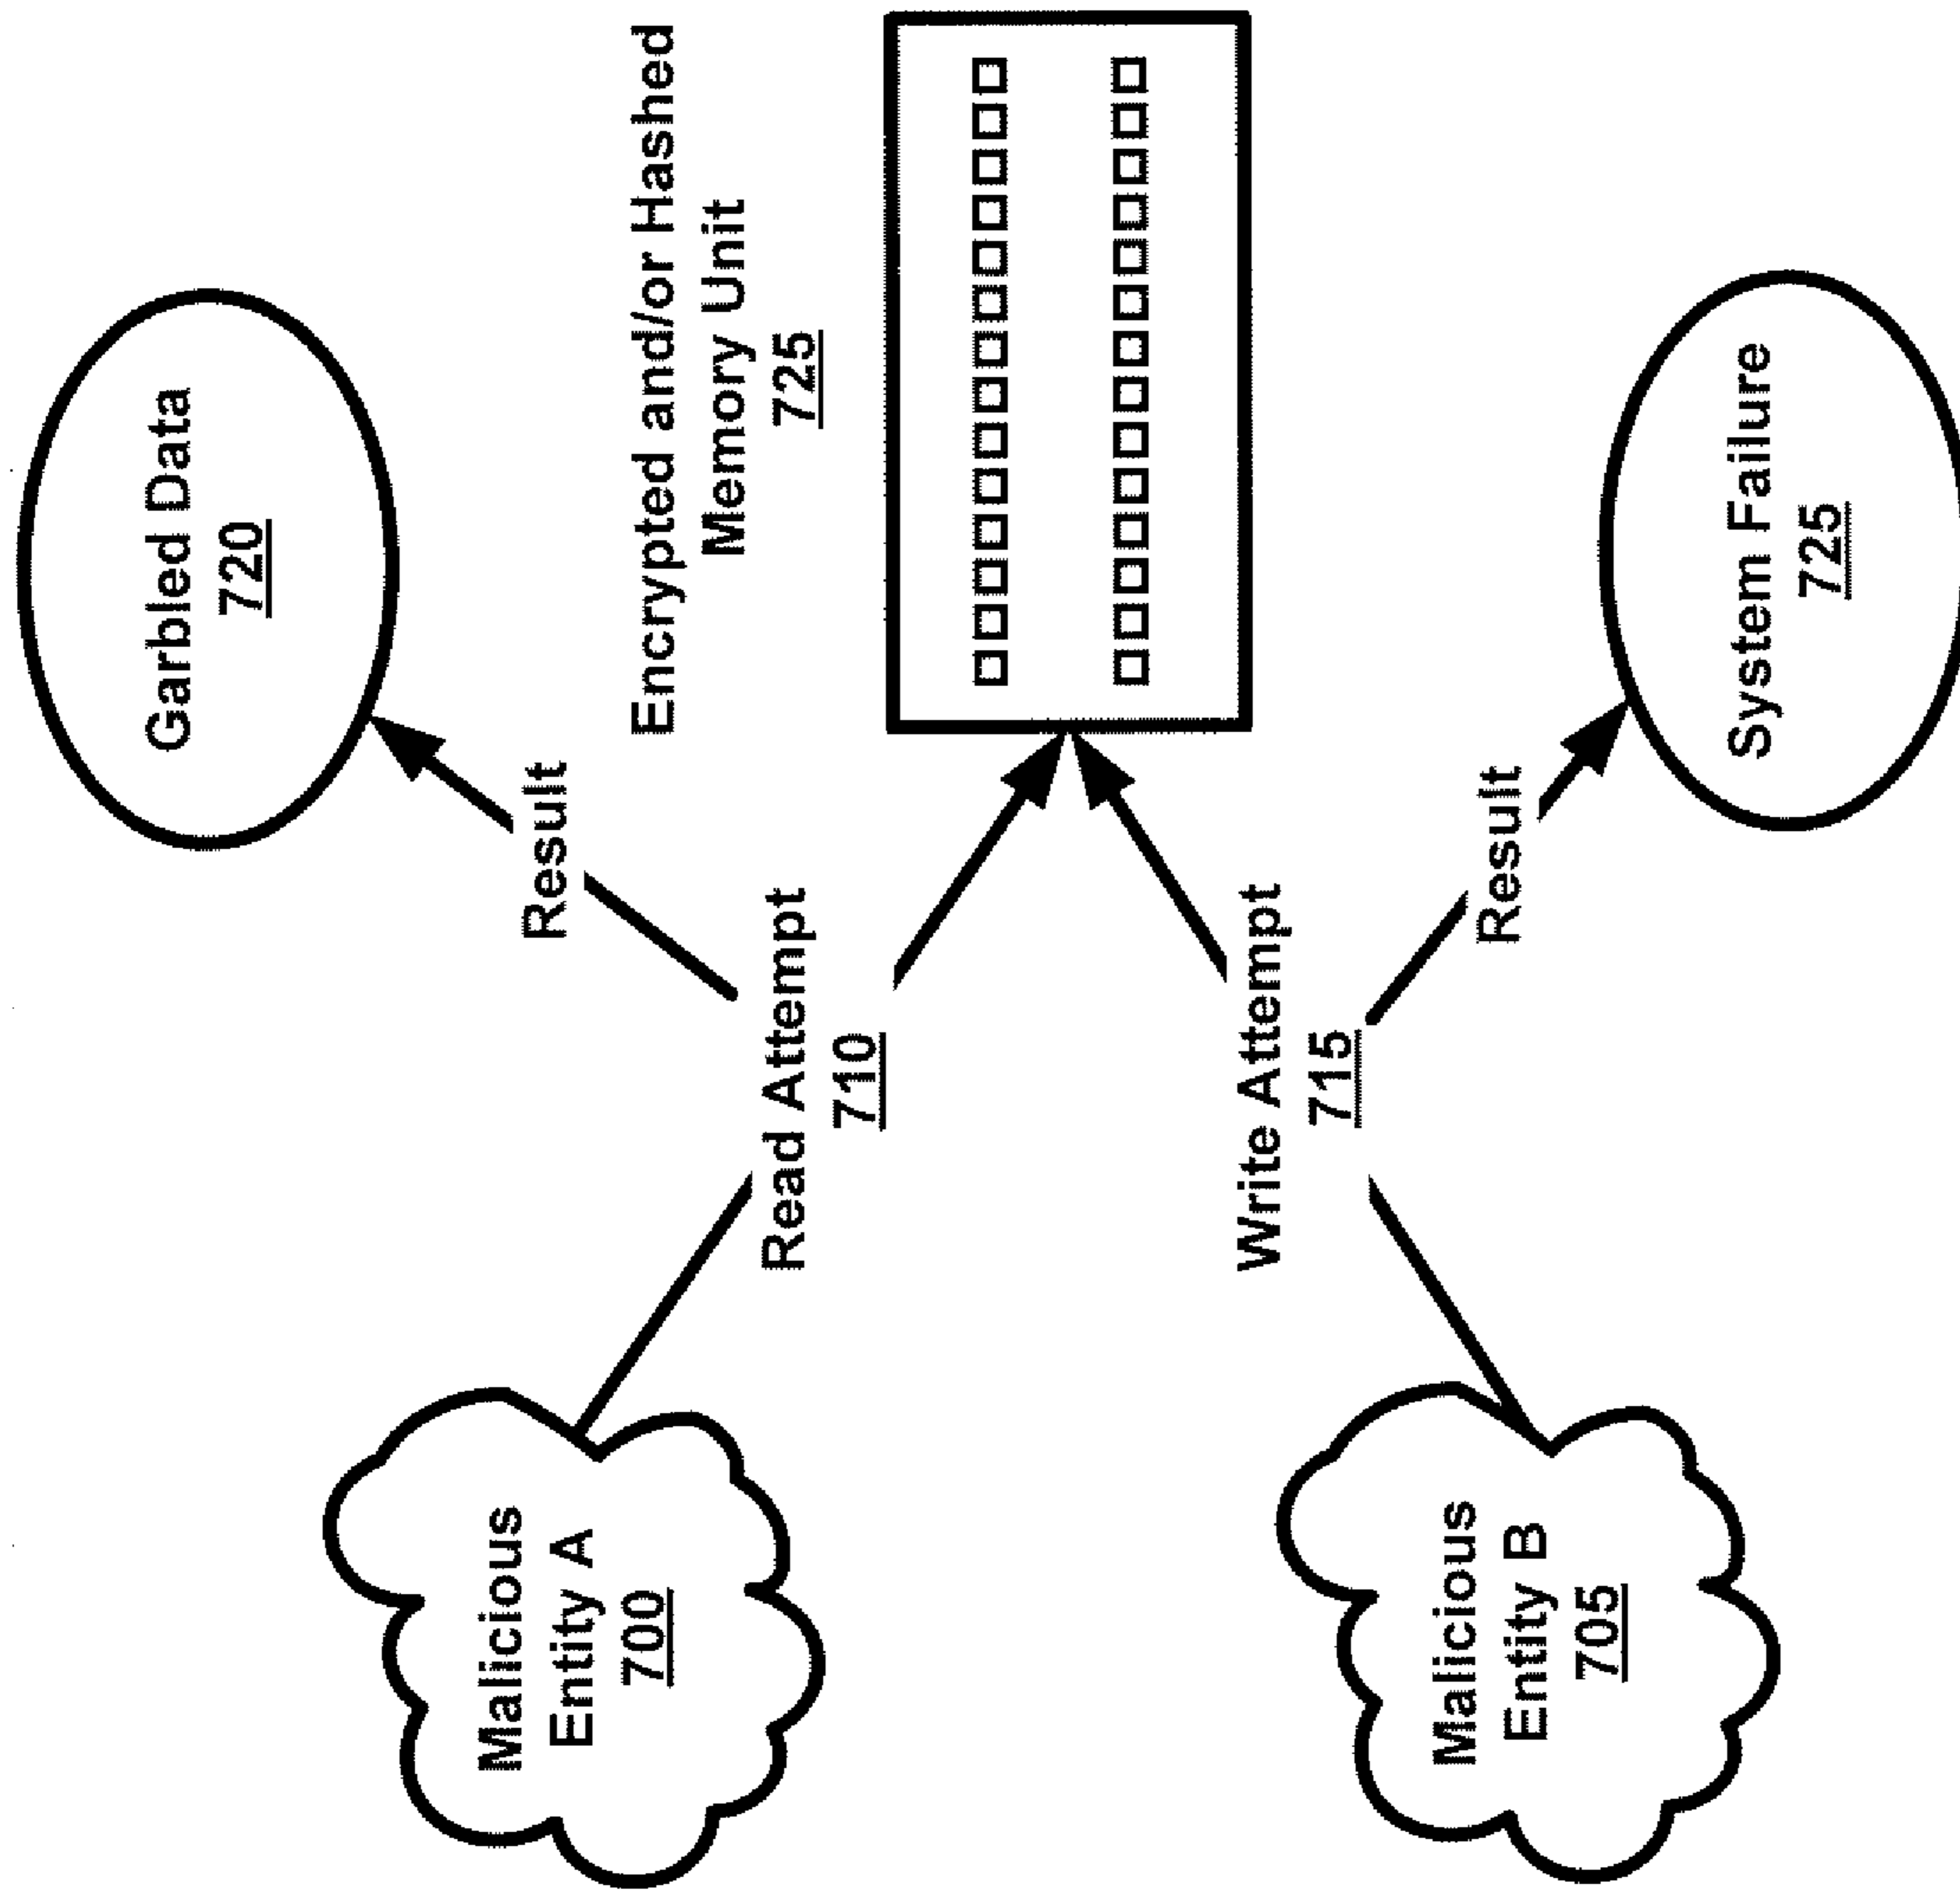 Garbled Data
720
Result
Encrypted and/or Hashed
Memory Unit
725
Read Attempt
710
Malicious
Entity A
700
Write Attempt
715
Malicious
Entity B
705
Result
System Failure
725